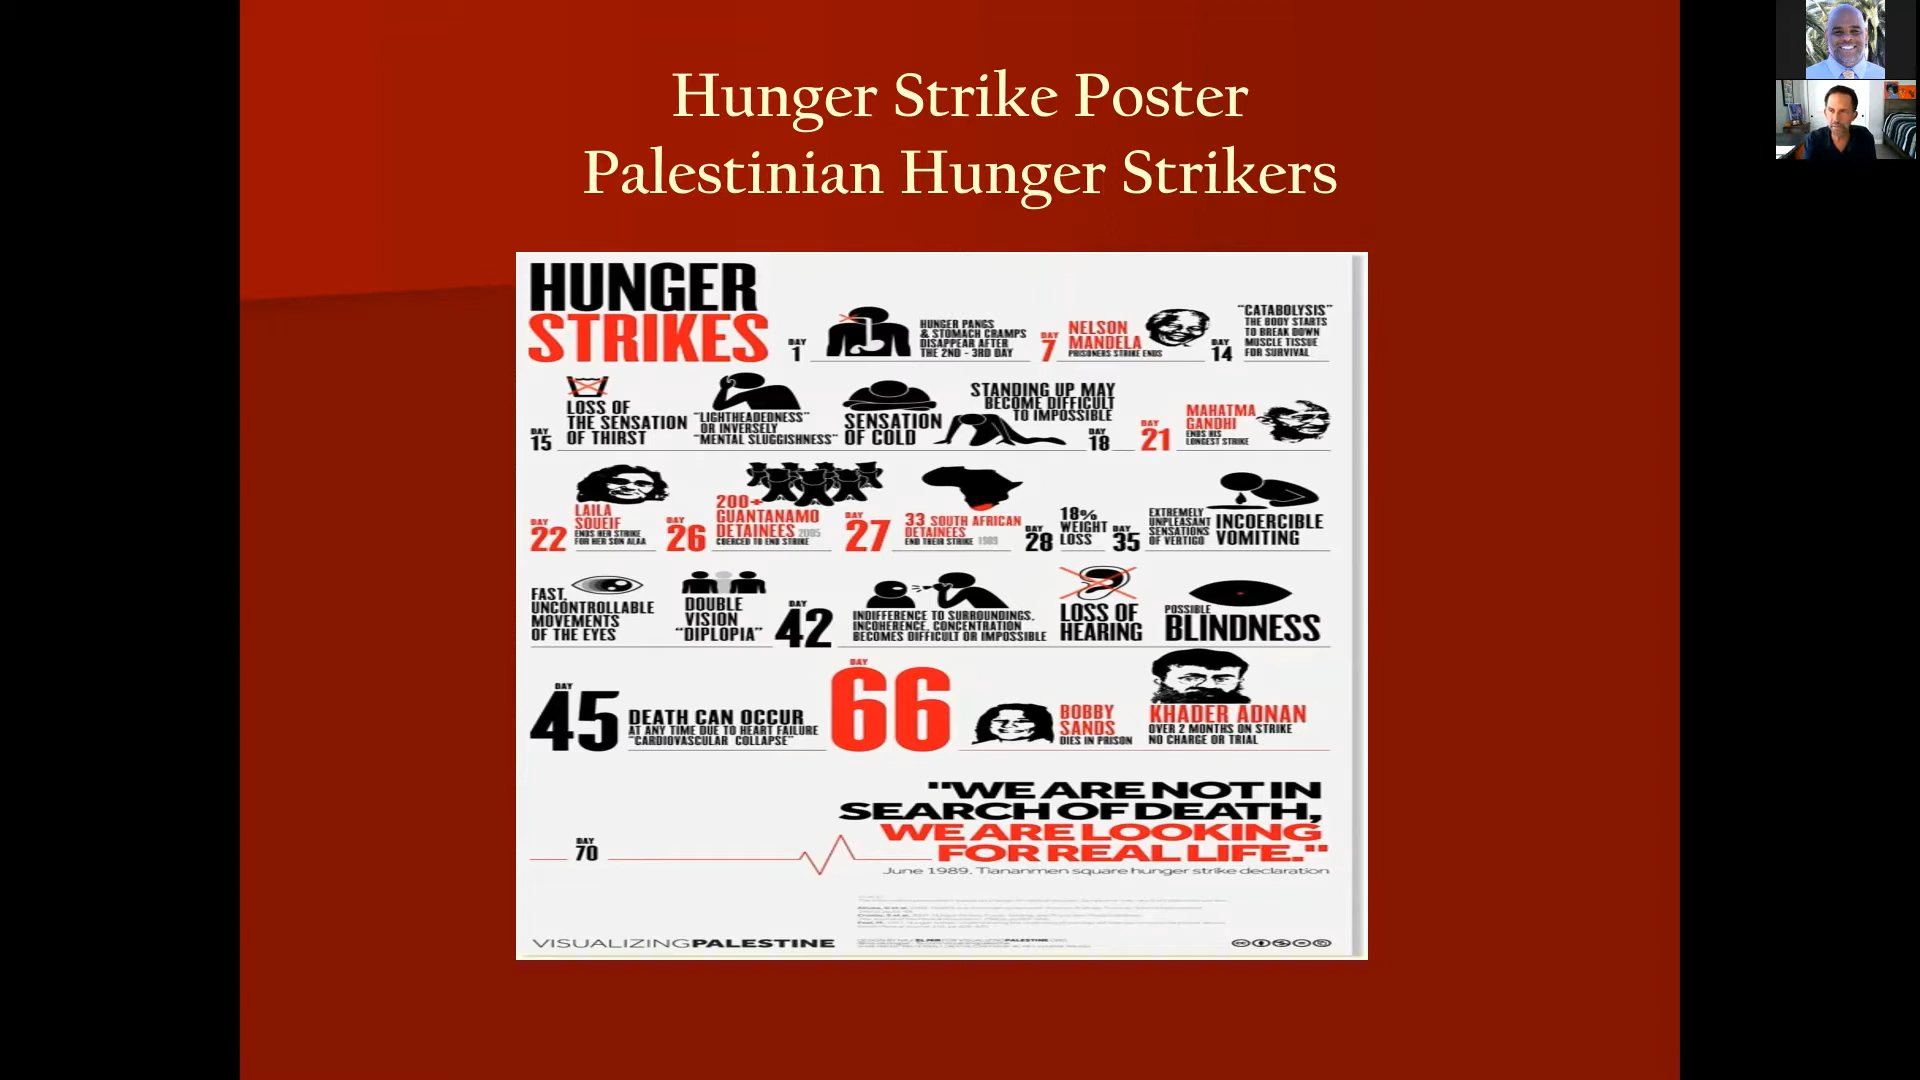 Hunger Strike Poster
Palestinian Hunger Strikers
HUNGER
STRIKES
DAY
1
HUNGER PANGS
& STOMACH CRAMPS
DISAPPEAR AFTER
THE 2ND - 3RD DAY
DAY
7
NELSON
MANDELA
PRISONERS STRIKE ENDS
DAY
14
"CATABOLYSIS"
THE BODY STARTS
TO BREAK DOWN
MUSCLE TISSUE
FOR SURVIVAL
DAY
15
LOSS OF
THE SENSATION
OF THIRST
"LIGHTHEADEDNESS"
OR INVERSELY
"MENTAL SLUGGISHNESS"
SENSATION
OF COLD
STANDING UP MAY
BECOME DIFFICULT
TO IMPOSSIBLE
DAY
18
DAY
21
MAHATMA
GANDHI
ENDS HIS
LONGEST STRIKE
DAY
22
LAILA
SOUEIF
ENDS HER STRIKE
FOR HER SON ALAA
DAY
26
200+
GUANTANAMO
DETAINEES 2005
COERCED TO END STRIKE
DAY
27
33 SOUTH AFRICAN
DETAINEES
END THEIR STRIKE 1989
DAY
28
18%
WEIGHT
LOSS
DAY
35
EXTREMELY
UNPLEASANT
SENSATIONS
OF VERTIGO
INCOERCIBLE
VOMITING
FAST,
UNCONTROLLABLE
MOVEMENTS
OF THE EYES
DOUBLE
VISION
"DIPLOPIA"
DAY
42
INDIFFERENCE TO SURROUNDINGS,
INCOHERENCE, CONCENTRATION
BECOMES DIFFICULT OR IMPOSSIBLE
LOSS OF
HEARING
POSSIBLE
BLINDNESS
DAY
45
DEATH CAN OCCUR
AT ANY TIME DUE TO HEART FAILURE
"CARDIOVASCULAR COLLAPSE"
DAY
66
BOBBY
SANDS
DIES IN PRISON
KHADER ADNAN
OVER 2 MONTHS ON STRIKE
NO CHARGE OR TRIAL
DAY
70
"WE ARE NOT IN
SEARCH OF DEATH,
WE ARE LOOKING
FOR REAL LIFE."
June 1989, Tiananmen square hunger strike declaration
VISUALIZINGPALESTINE